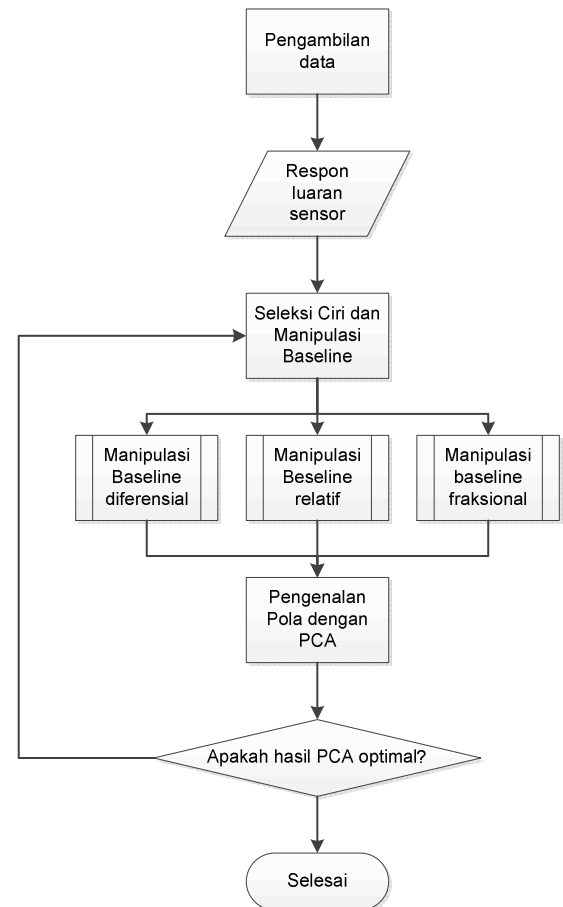 Pengambilan
data
Respon
luaran
sensor
Seleksi Ciri dan
Manipulasi
Baseline
Manipulasi
Baseline
diferensial
Manipulasi
Beseline
relatif
Manipulasi
baseline
fraksional
Pengenalan
Pola dengan
PCA
Apakah hasil PCA optimal?
Selesai